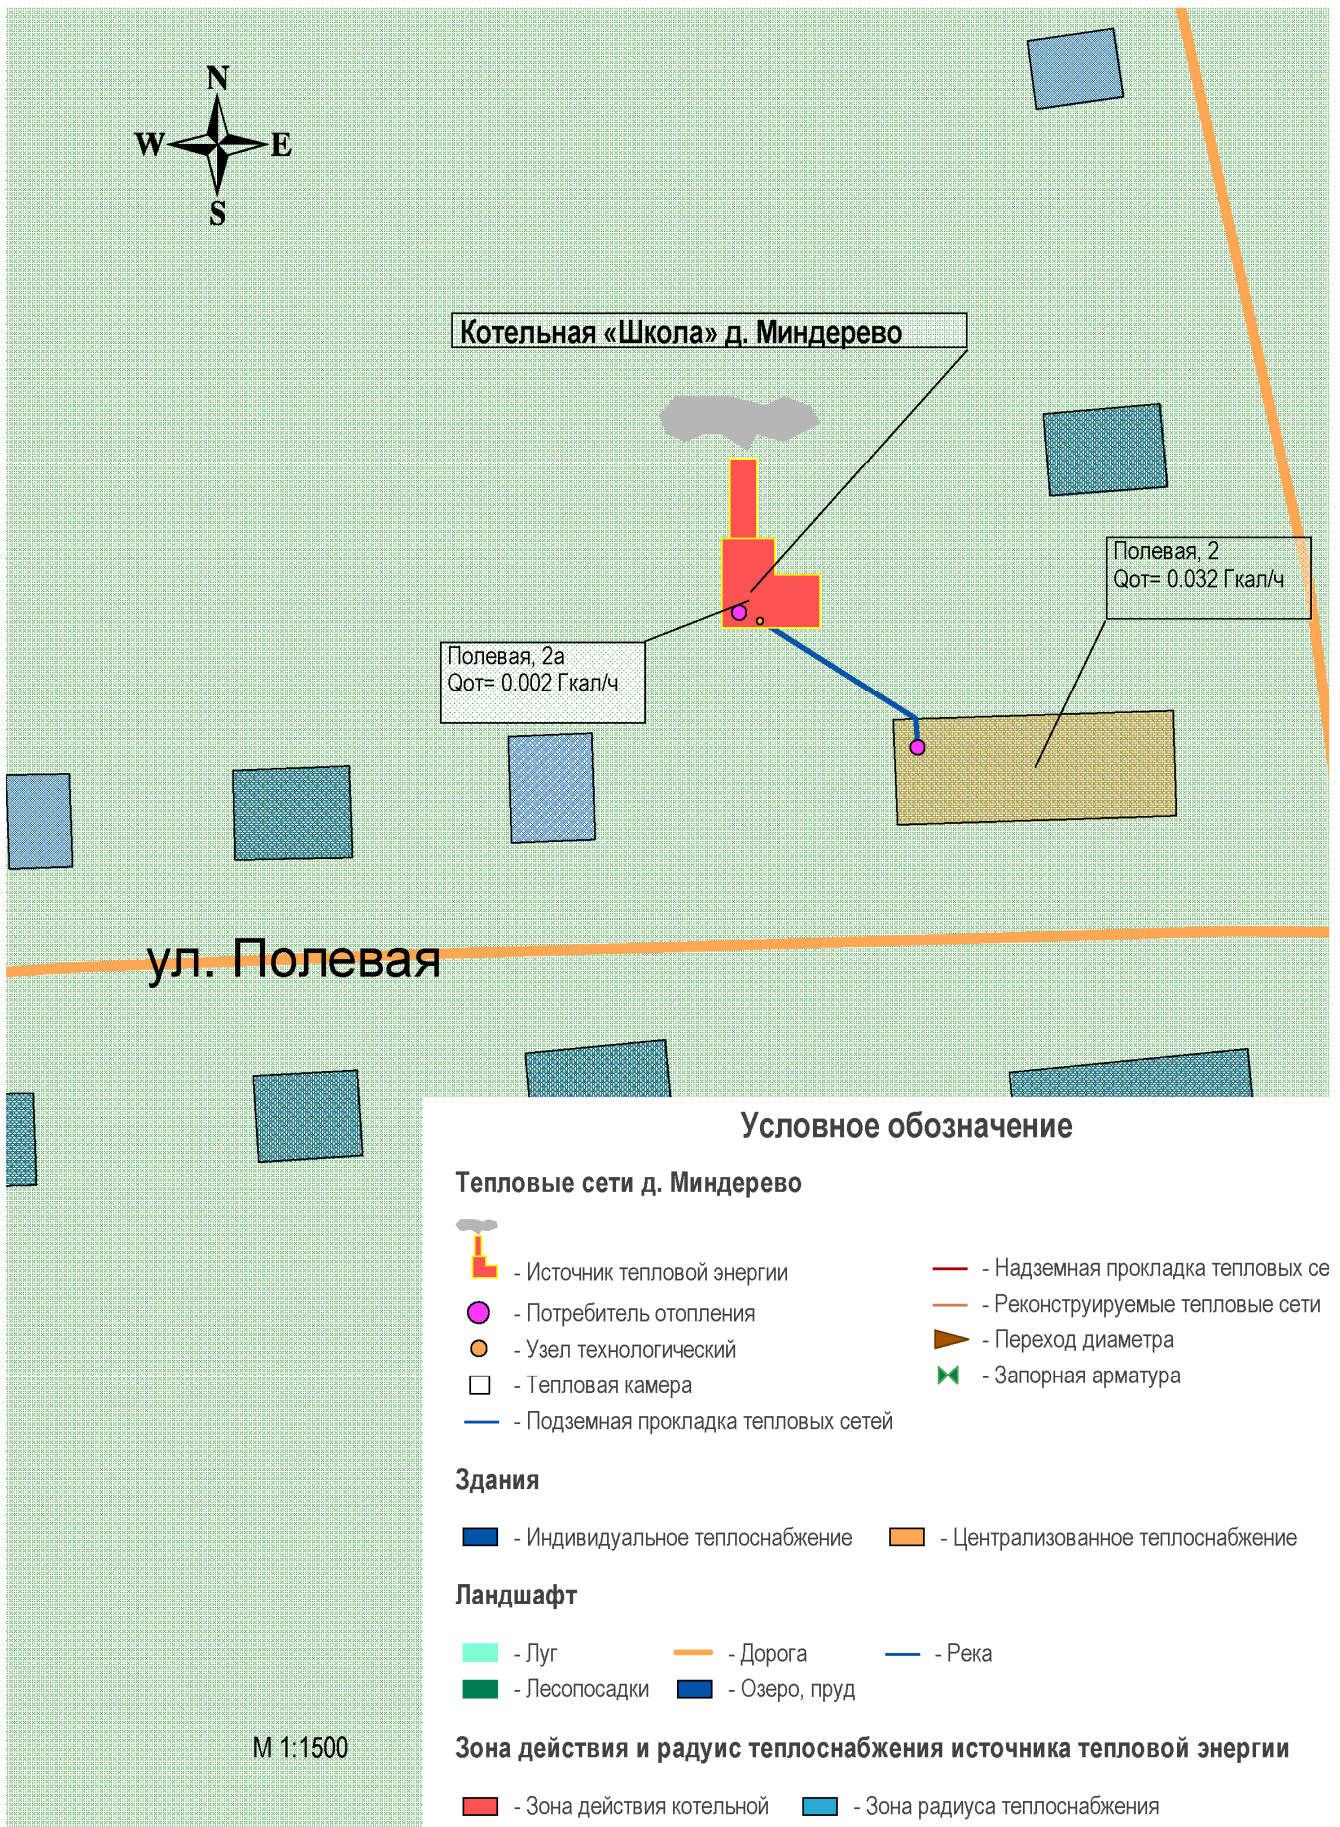 N
W E
S
Котельная «Школа» д. Миндерево
Полевая, 2
Qот= 0.032 Гкал/ч
Полевая, 2а
Qот= 0.002 Гкал/ч
ул. Полевая
Условное обозначение
Тепловые сети д. Миндерево
- Источник тепловой энергии
- Потребитель отопления
- Узел технологический
- Тепловая камера
- Подземная прокладка тепловых сетей
- Надземная прокладка тепловых се
- Реконструируемые тепловые сети
- Переход диаметра
- Запорная арматура
Здания
- Индивидуальное теплоснабжение - Централизованное теплоснабжение
Ландшафт
- Луг - Дорога - Река
- Лесопосадки - Озеро, пруд
М 1:1500
Зона действия и радуис теплоснабжения источника тепловой энергии
- Зона действия котельной - Зона радиуса теплоснабжения